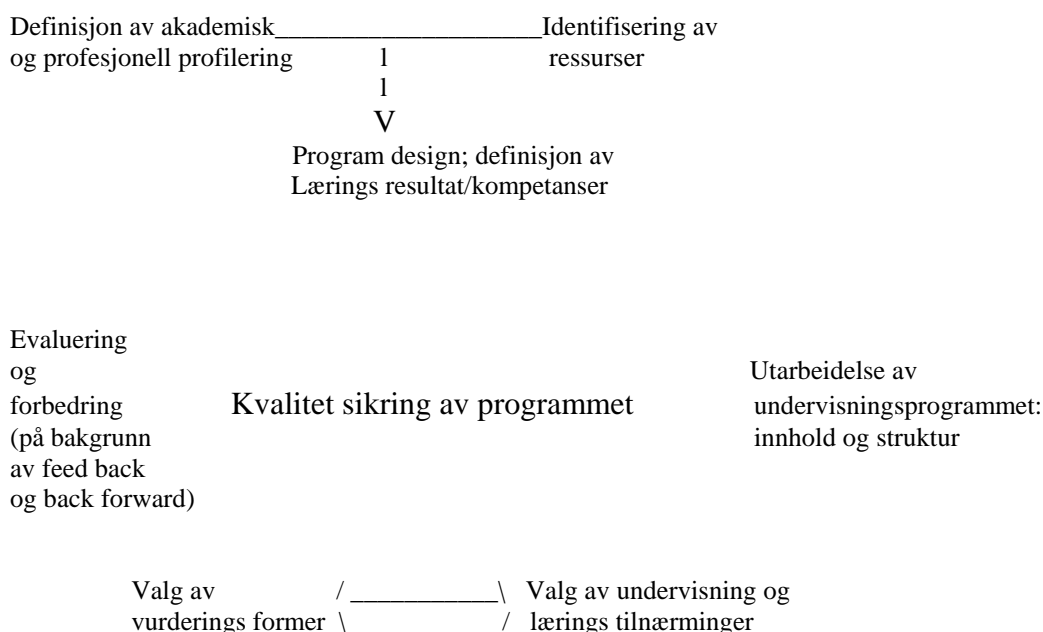 Definisjon av akademisk____________________Identifisering av
og profesjonell profilering l ressurser
l
V
Program design; definisjon av
Lærings resultat/kompetanser
Evaluering
og Utarbeidelse av
forbedring Kvalitet sikring av programmet undervisningsprogrammet:
(på bakgrunn innhold og struktur
av feed back
og back forward)
Valg av / ___________\ Valg av undervisning og
vurderings former \ / lærings tilnærminger